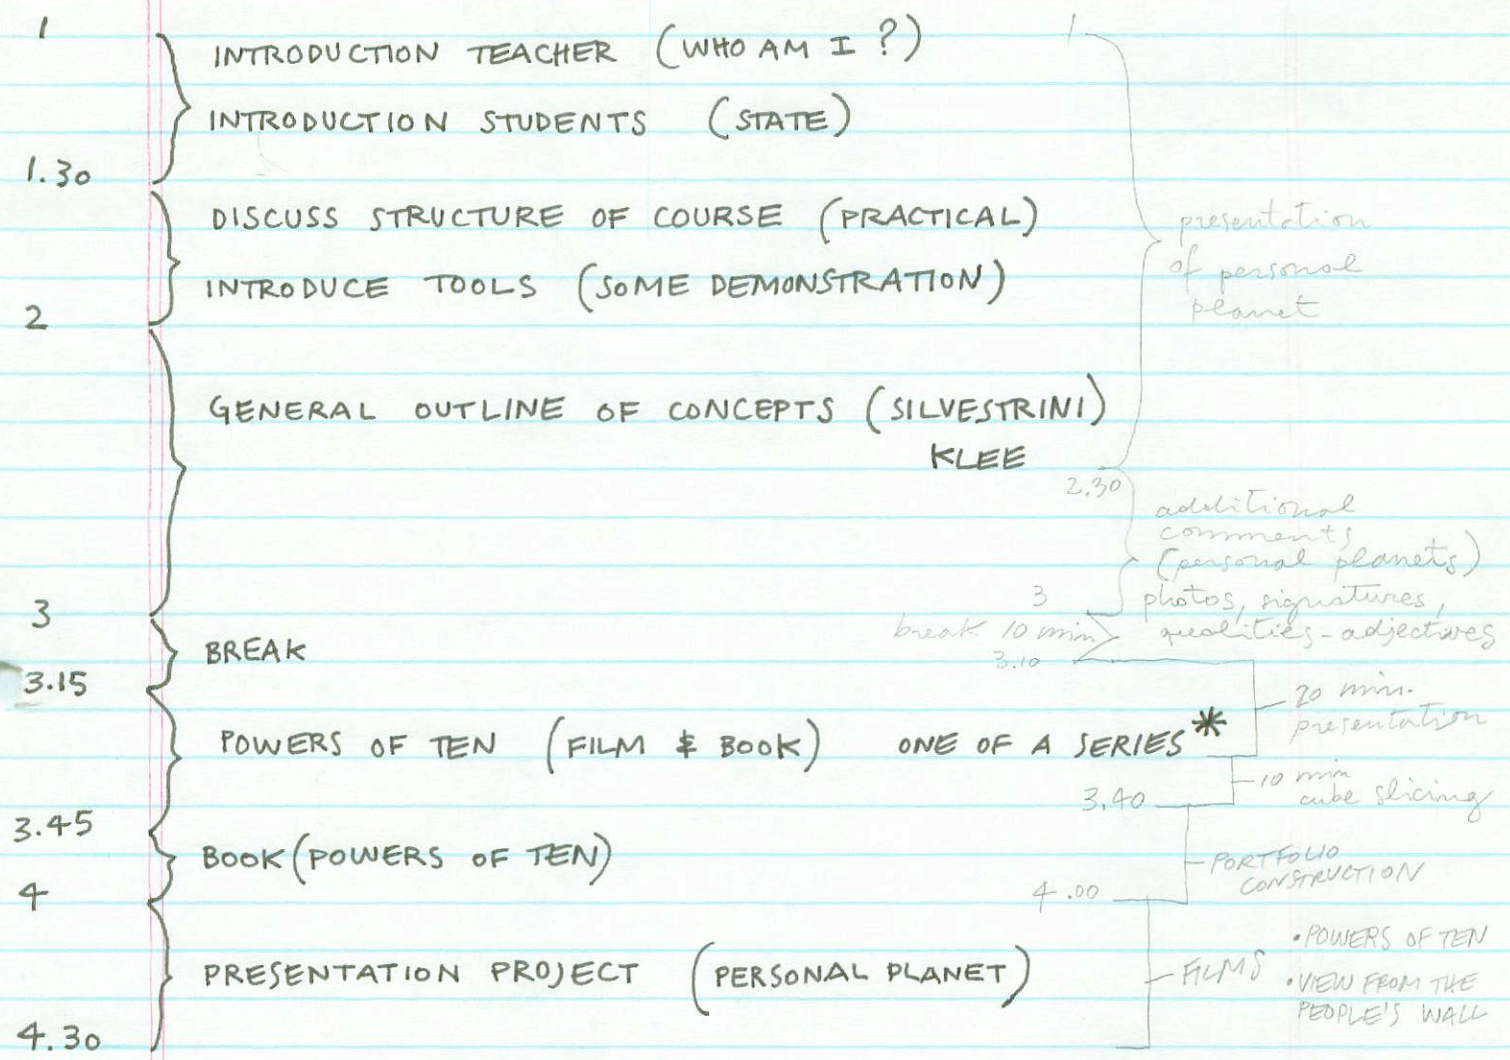 1
INTRODUCTION TEACHER (WHO AM I ?)
INTRODUCTION STUDENTS (STATE)
1.30
DISCUSS STRUCTURE OF COURSE (PRACTICAL)
INTRODUCE TOOLS (SOME DEMONSTRATION)
2
GENERAL OUTLINE OF CONCEPTS (SILVESTRINI)
KLEE
3
BREAK
3.15
POWERS OF TEN (FILM & BOOK) ONE OF A SERIES *
3.45
BOOK (POWERS OF TEN)
4
PRESENTATION PROJECT (PERSONAL PLANET)
4.30
1
presentation
of personal
planet
2.30
additional
comments
(personal planets)
photos, signatures,
qualities-adjectives
3
break 10 min
3.10
20 min.
presentation
10 min
cube slicing
3.40
PORTFOLIO
CONSTRUCTION
4.00
FILMS
• POWERS OF TEN
• VIEW FROM THE
PEOPLE'S WALL